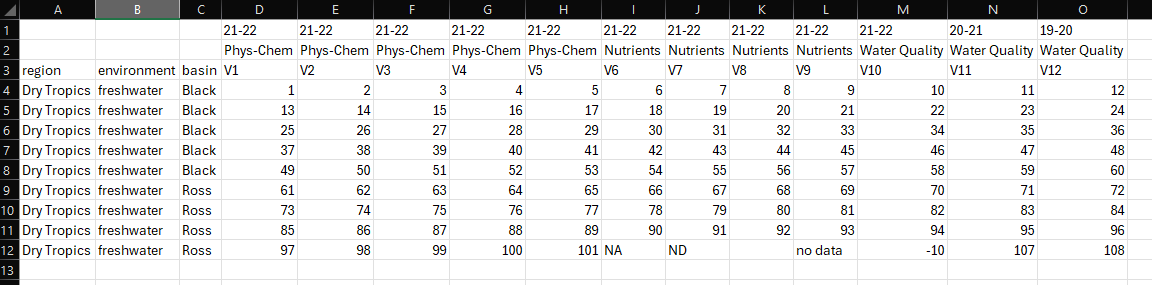 A B C D E F G H I J K L M N O
1 21-22 21-22 21-22 21-22 21-22 21-22 21-22 21-22 21-22 21-22 20-21 19-20
2 Phys-Chem Phys-Chem Phys-Chem Phys-Chem Phys-Chem Nutrients Nutrients Nutrients Nutrients Water Quality Water Quality Water Quality
3 region environment basin V1 V2 V3 V4 V5 V6 V7 V8 V9 V10 V11 V12
4 Dry Tropics freshwater Black 1 2 3 4 5 6 7 8 9 10 11 12
5 Dry Tropics freshwater Black 13 14 15 16 17 18 19 20 21 22 23 24
6 Dry Tropics freshwater Black 25 26 27 28 29 30 31 32 33 34 35 36
7 Dry Tropics freshwater Black 37 38 39 40 41 42 43 44 45 46 47 48
8 Dry Tropics freshwater Black 49 50 51 52 53 54 55 56 57 58 59 60
9 Dry Tropics freshwater Ross 61 62 63 64 65 66 67 68 69 70 71 72
10 Dry Tropics freshwater Ross 73 74 75 76 77 78 79 80 81 82 83 84
11 Dry Tropics freshwater Ross 85 86 87 88 89 90 91 92 93 94 95 96
12 Dry Tropics freshwater Ross 97 98 99 100 101 NA ND no data -10 107 108
13